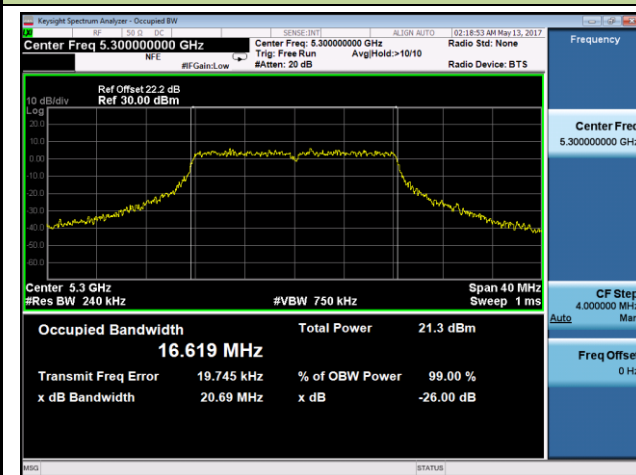 Keysight Spectrum Analyzer - Occupied BW
RF 50 Ω DC SENSE:INT ALIGN AUTO 02:18:53 AM May 13, 2017
Center Freq 5.300000000 GHz Center Freq: 5.300000000 GHz Radio Std: None
NFE Trig: Free Run Avg|Hold:>10/10
#IFGain:Low #Atten: 20 dB Radio Device: BTS
Frequency
Ref Offset 22.2 dB
10 dB/div Ref 30.00 dBm
Log
20.0
10.0
0.00
-10.0
-20.0
-30.0
-40.0
-50.0
-60.0
Center Freq
5.300000000 GHz
Center 5.3 GHz Span 40 MHz
#Res BW 240 kHz #VBW 750 kHz Sweep 1 ms
CF Step
4.000000 MHz
Auto Man
Occupied Bandwidth Total Power 21.3 dBm
16.619 MHz
Transmit Freq Error 19.745 kHz % of OBW Power 99.00 %
x dB Bandwidth 20.69 MHz x dB -26.00 dB
Freq Offset
0 Hz
MSG STATUS